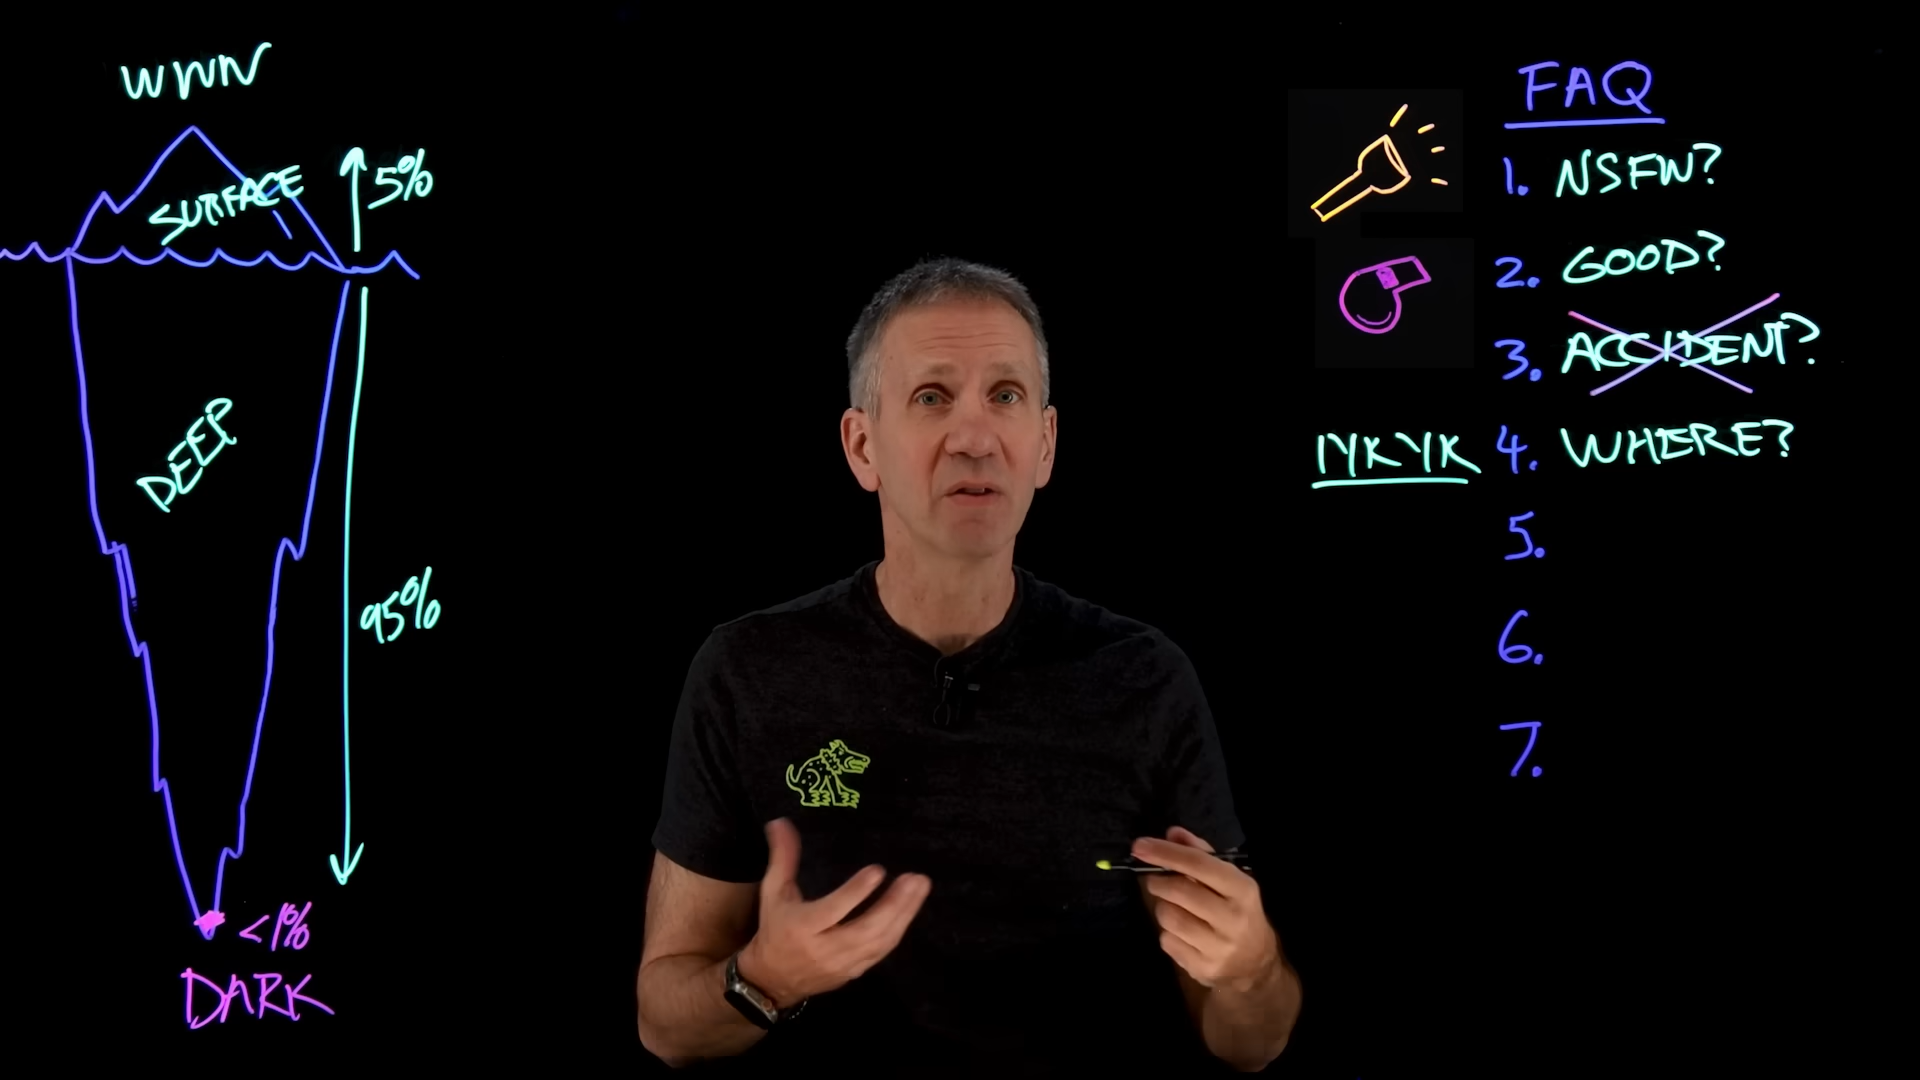 WWW
SURFACE
5%
DEEP
95%
<1%
DARK
FAQ
1. NSFW?
2. GOOD?
3. ACCIDENT?
IYKYK 4. WHERE?
5.
6.
7.